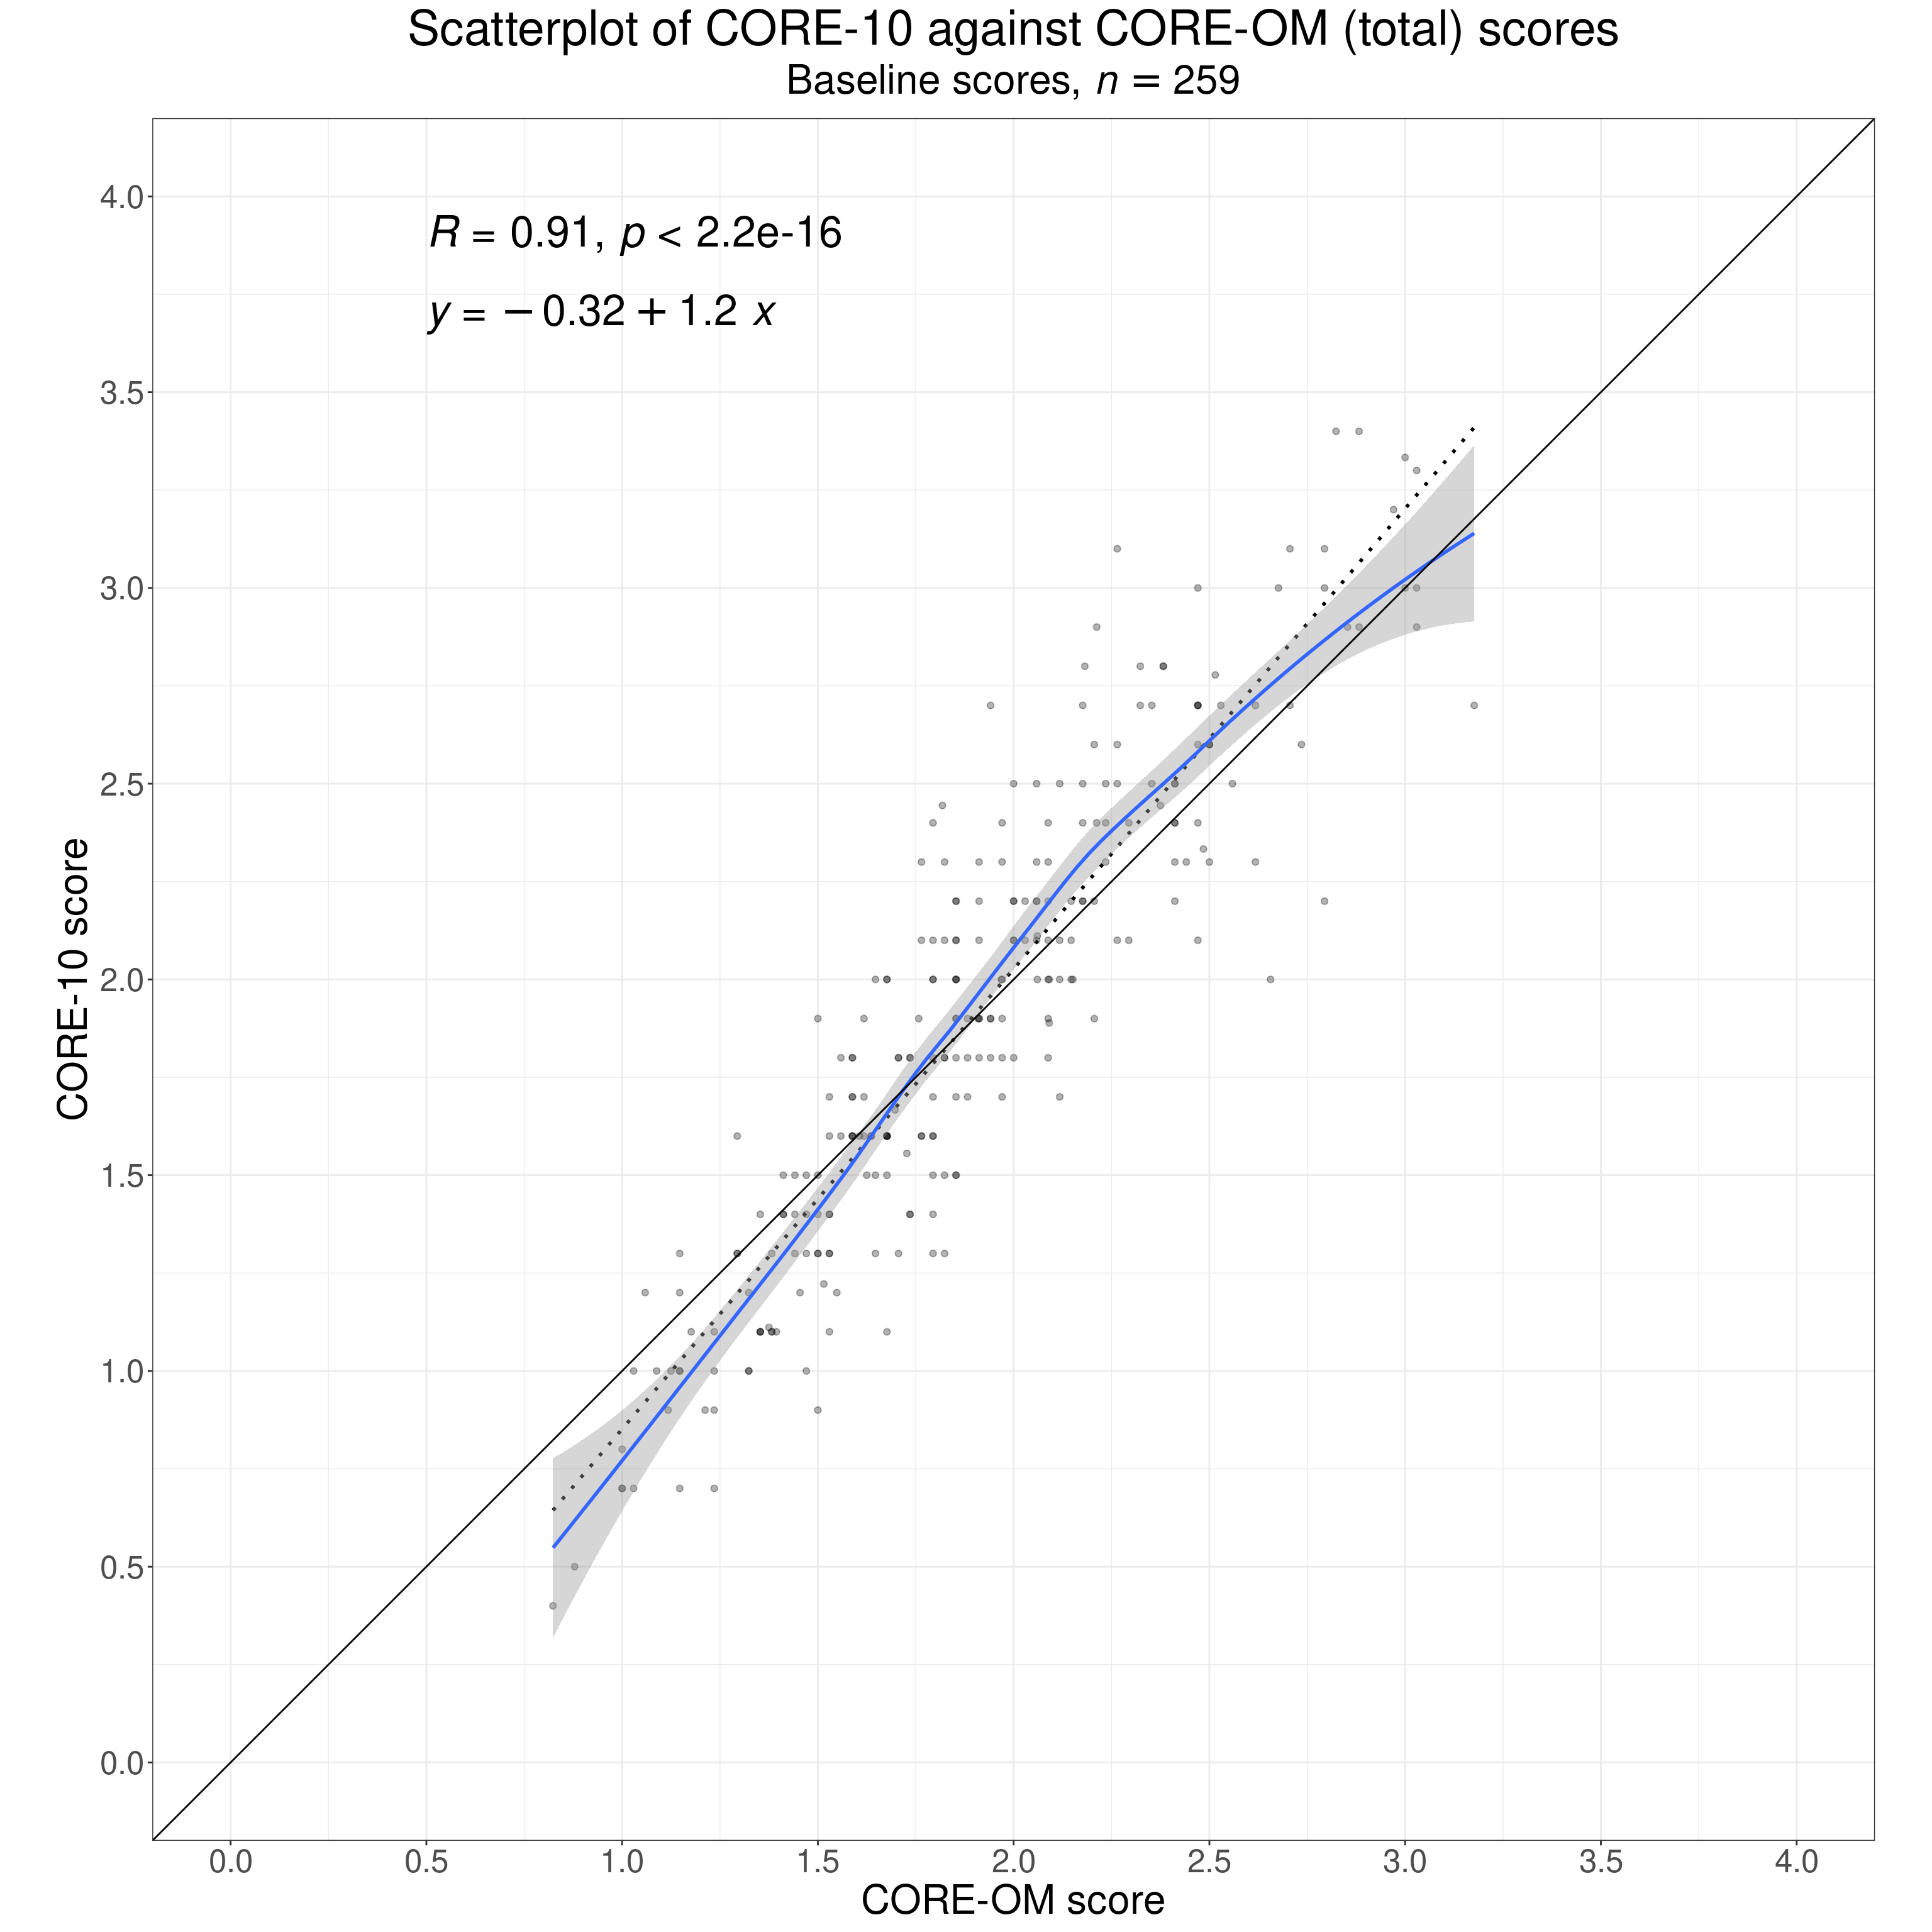 Scatterplot of CORE-10 against CORE-OM (total) scores
Baseline scores, n = 259
R = 0.91, p < 2.2e-16
y = −0.32 + 1.2 x
CORE-10 score
4.0
3.5
3.0
2.5
2.0
1.5
1.0
0.5
0.0
0.0 0.5 1.0 1.5 2.0 2.5 3.0 3.5 4.0
CORE-OM score